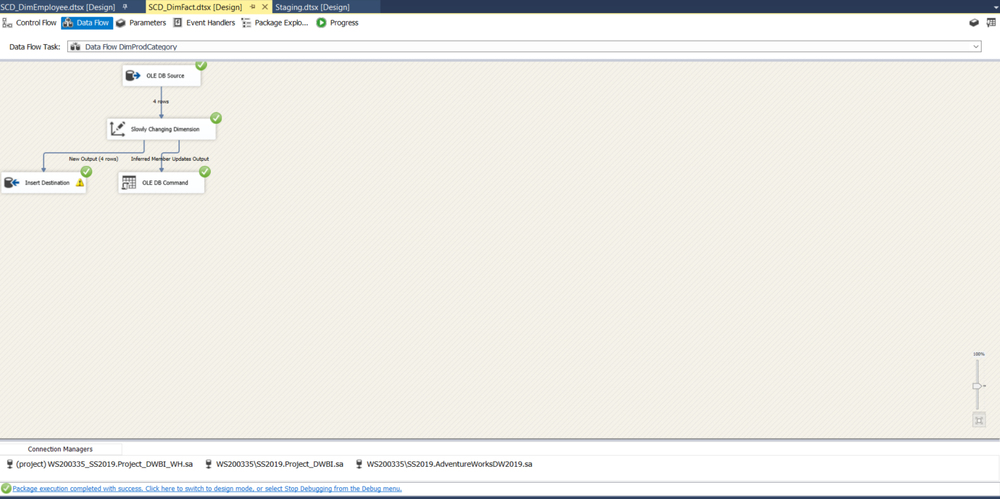 SCD_DimEmployee.dtsx [Design] SCD_DimFact.dtsx [Design] Staging.dtsx [Design]
Control Flow Data Flow Parameters Event Handlers Package Explo... Progress
Data Flow Task: Data Flow DimProdCategory
OLE DB Source
4 rows
Slowly Changing Dimension
New Output (4 rows) Inferred Member Updates Output
Insert Destination OLE DB Command
100%
Connection Managers
(project) WS200335_SS2019.Project_DWBI_WH.sa WS200335\SS2019.Project_DWBI.sa WS200335\SS2019.AdventureWorksDW2019.sa
Package execution completed with success. Click here to switch to design mode, or select Stop Debugging from the Debug menu.